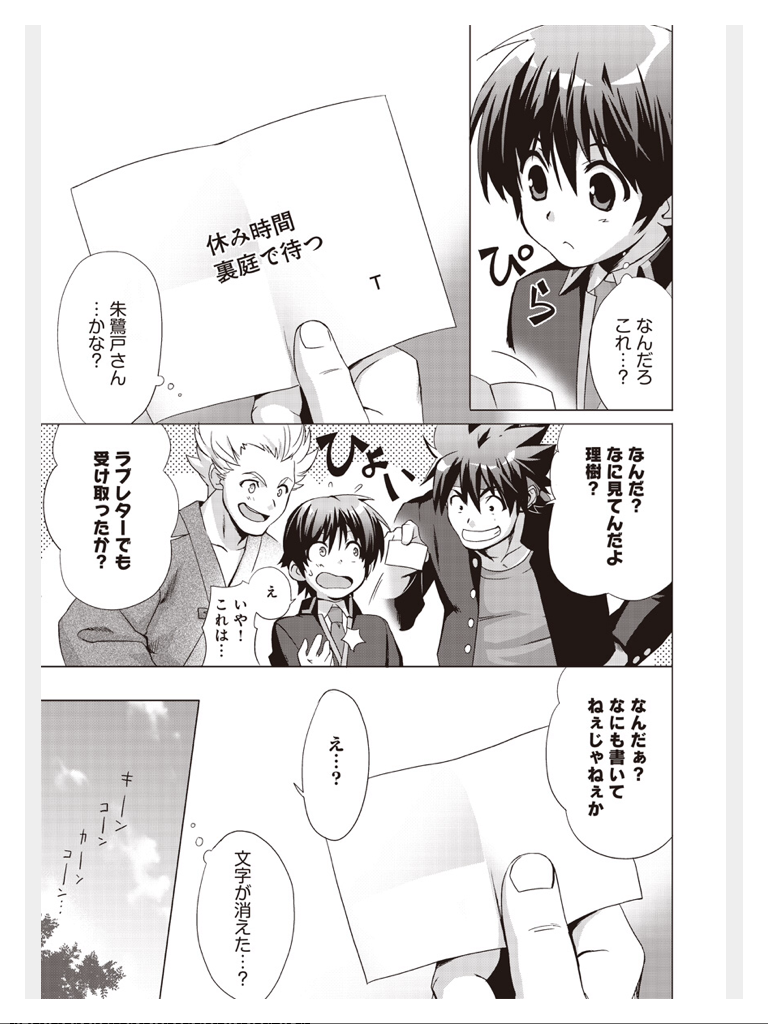 ぴら
なんだろ
これ…?
休み時間
裏庭で待つ
T
朱鷺戸さん
…かな?
なんだ?
なに見てんだよ
理樹?
ひょい
え
いや!
これは…
ラブレターでも
受け取ったか?
なんだぁ?
なにも書いて
ねぇじゃねぇか
え…?
文字が消えた…?
キーン
コーン
カーン
コーン…